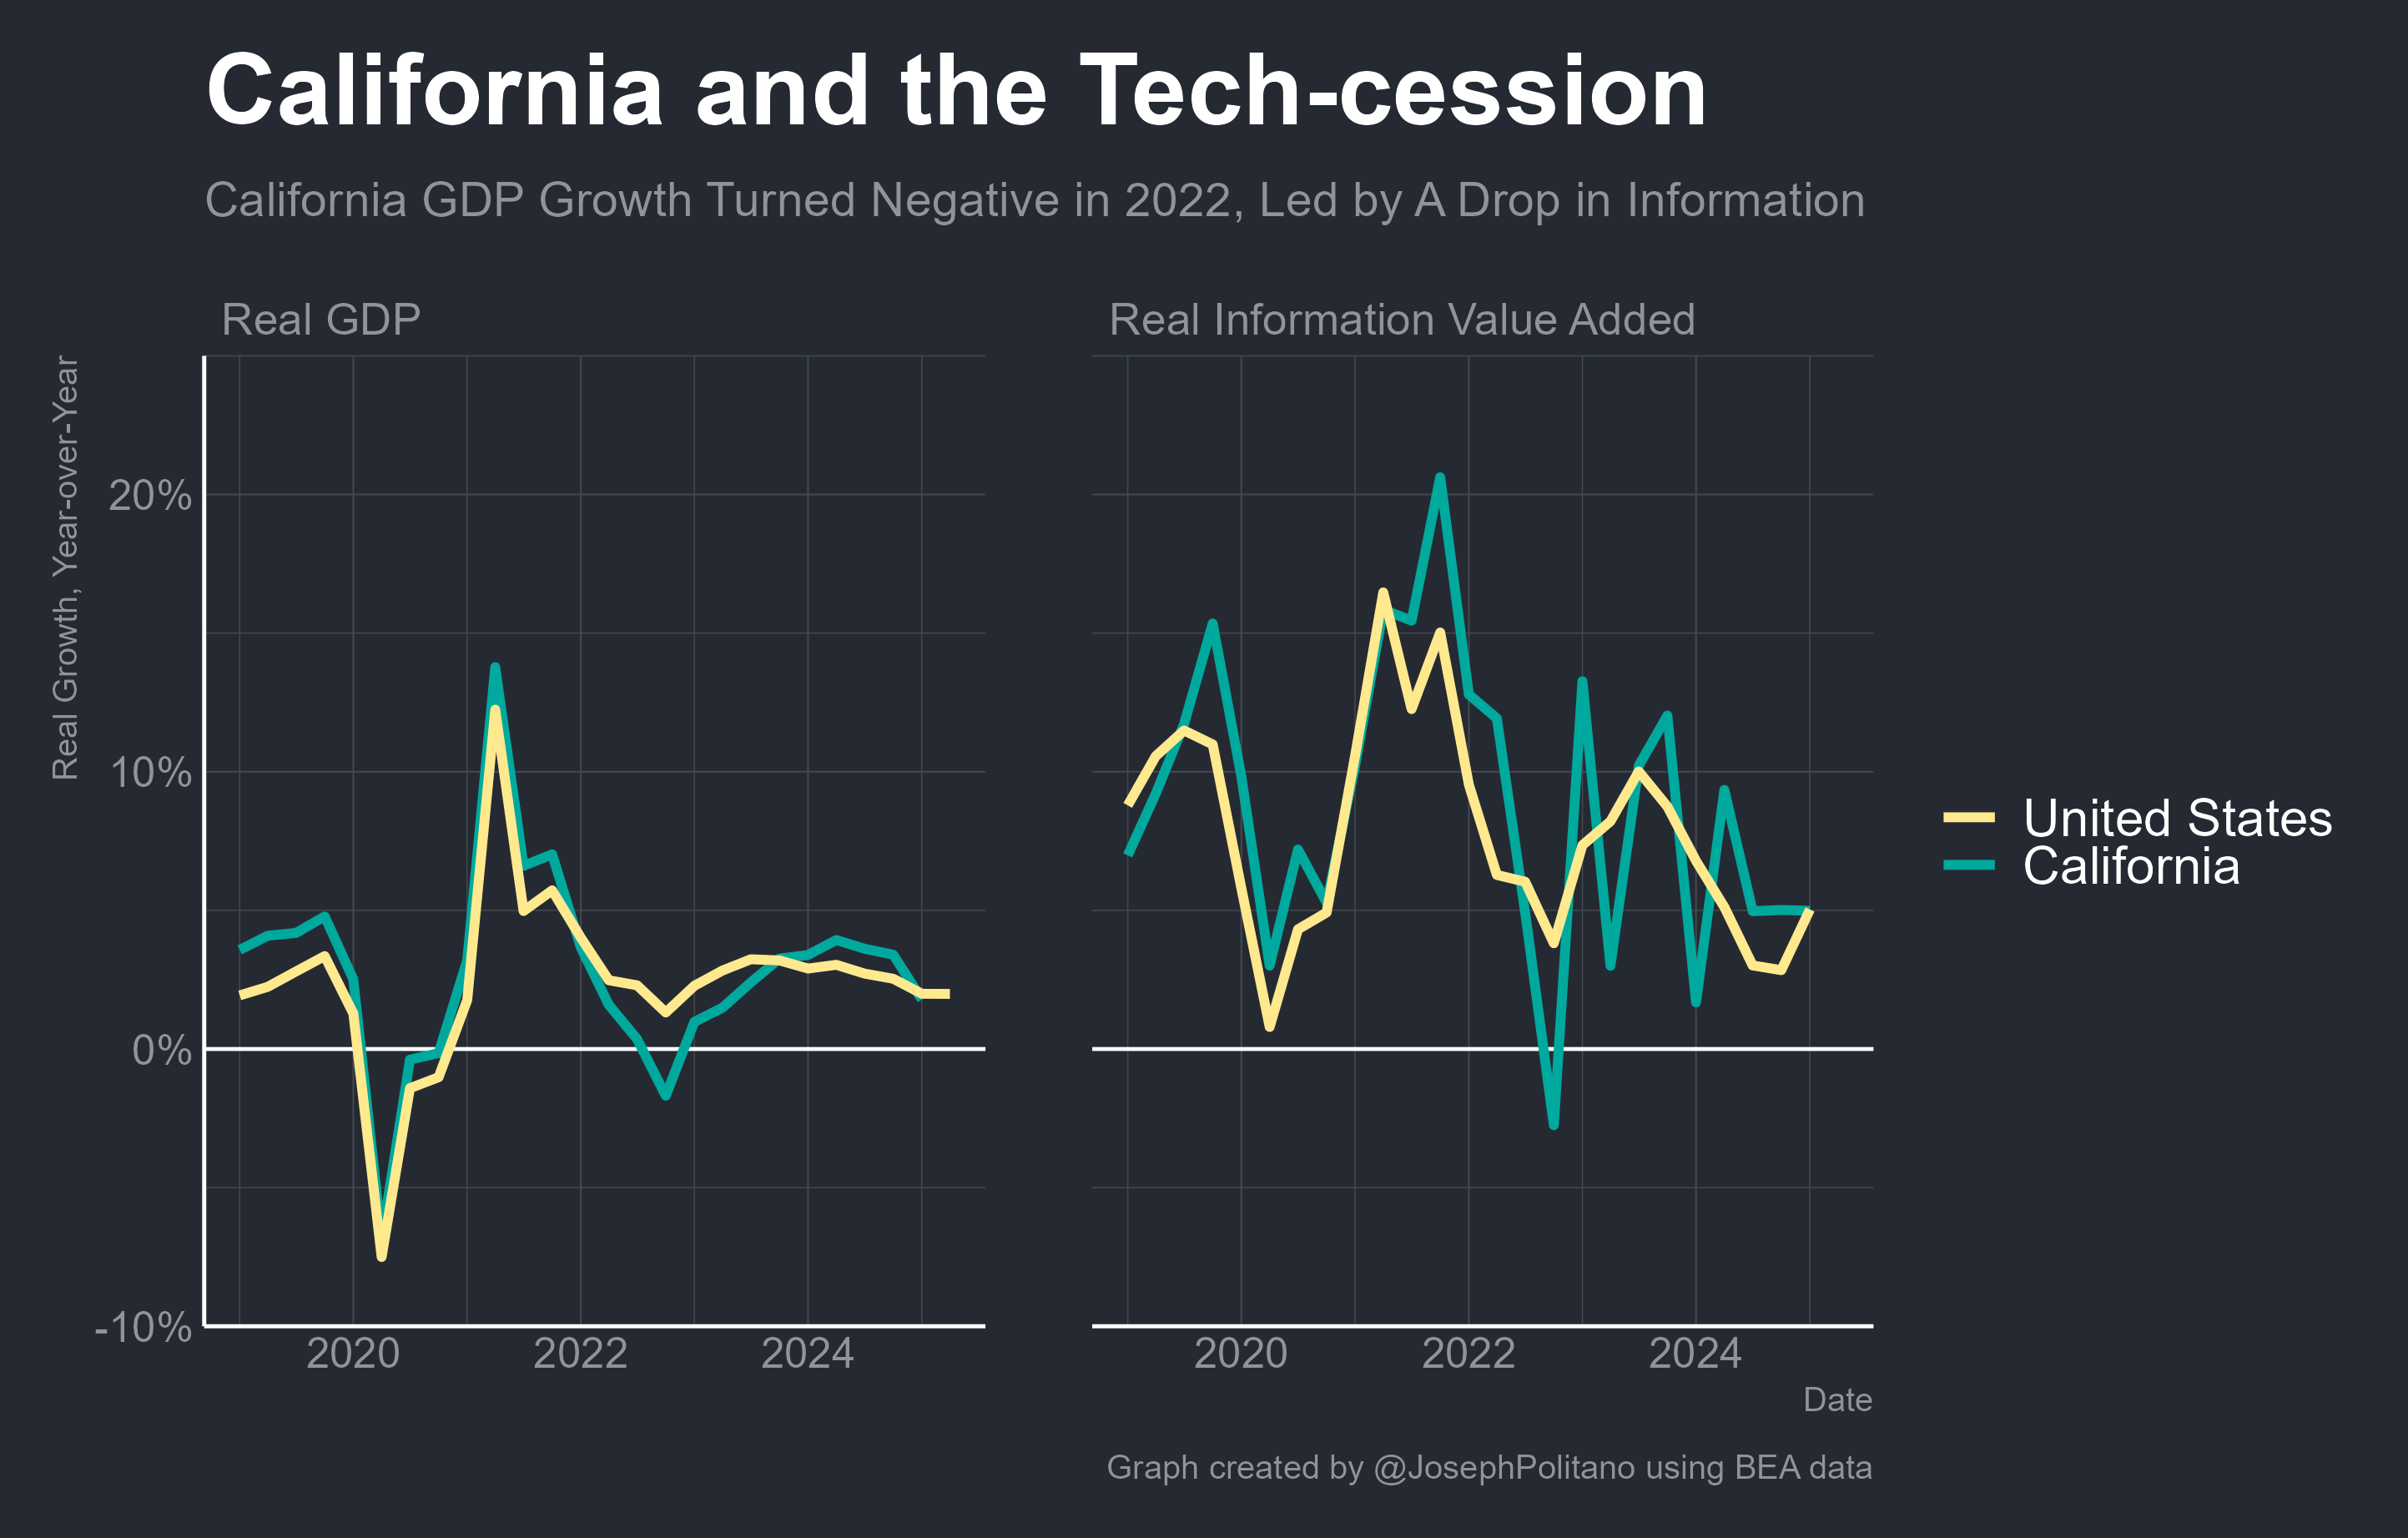 California and the Tech-cession
California GDP Growth Turned Negative in 2022, Led by A Drop in Information
Real GDP
Real Information Value Added
Real Growth, Year-over-Year
20%
10%
0%
-10%
2020
2022
2024
2020
2022
2024
Date
United States
California
Graph created by @JosephPolitano using BEA data